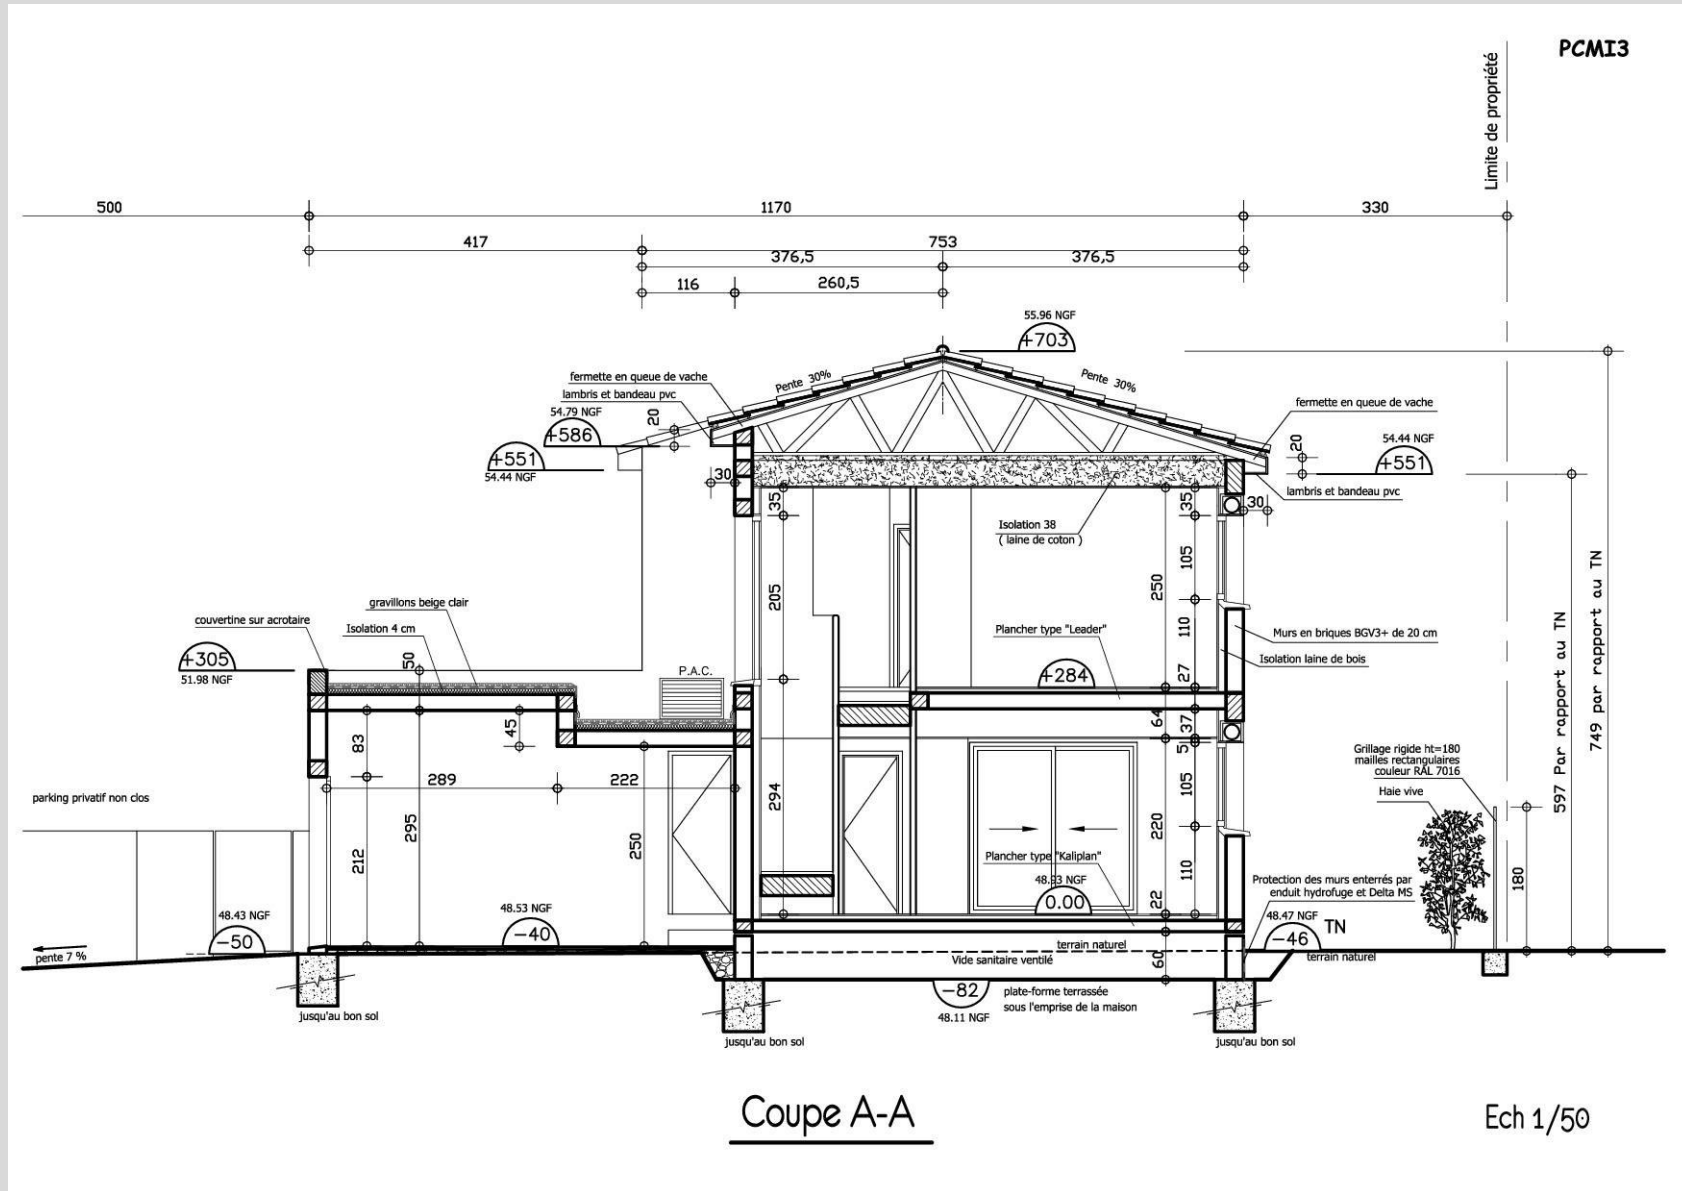 PCMI3
Limite de propriété
500
1170
330
417
753
376,5
376,5
116
260,5
55.96 NGF
+703
fermette en queue de vache
lambris et bandeau pvc
Pente 30%
Pente 30%
54.79 NGF
+586
20
+551
54.44 NGF
30
fermette en queue de vache
20
54.44 NGF
+551
lambris et bandeau pvc
30
35
35
Isolation 38
( laine de coton )
105
205
250
749 par rapport au TN
597 Par rapport au TN
gravillons beige clair
couvertine sur acrotaire
Isolation 4 cm
+305
51.98 NGF
50
P.A.C.
Plancher type "Leader"
+284
110
27
Murs en briques BGV3+ de 20 cm
Isolation laine de bois
64
37
5
45
83
289
222
294
105
220
Grillage rigide ht=180
mailles rectangulaires
couleur RAL 7016
Haie vive
parking privatif non clos
295
212
250
Plancher type "Kaliplan"
48.93 NGF
0.00
110
22
180
Protection des murs enterrés par
enduit hydrofuge et Delta MS
48.43 NGF
-50
48.53 NGF
-40
48.47 NGF
TN
-46
terrain naturel
terrain naturel
Vide sanitaire ventilé
60
pente 7 %
-82
48.11 NGF
plate-forme terrassée
sous l'emprise de la maison
jusqu'au bon sol
jusqu'au bon sol
jusqu'au bon sol
Coupe A-A
Ech 1/50